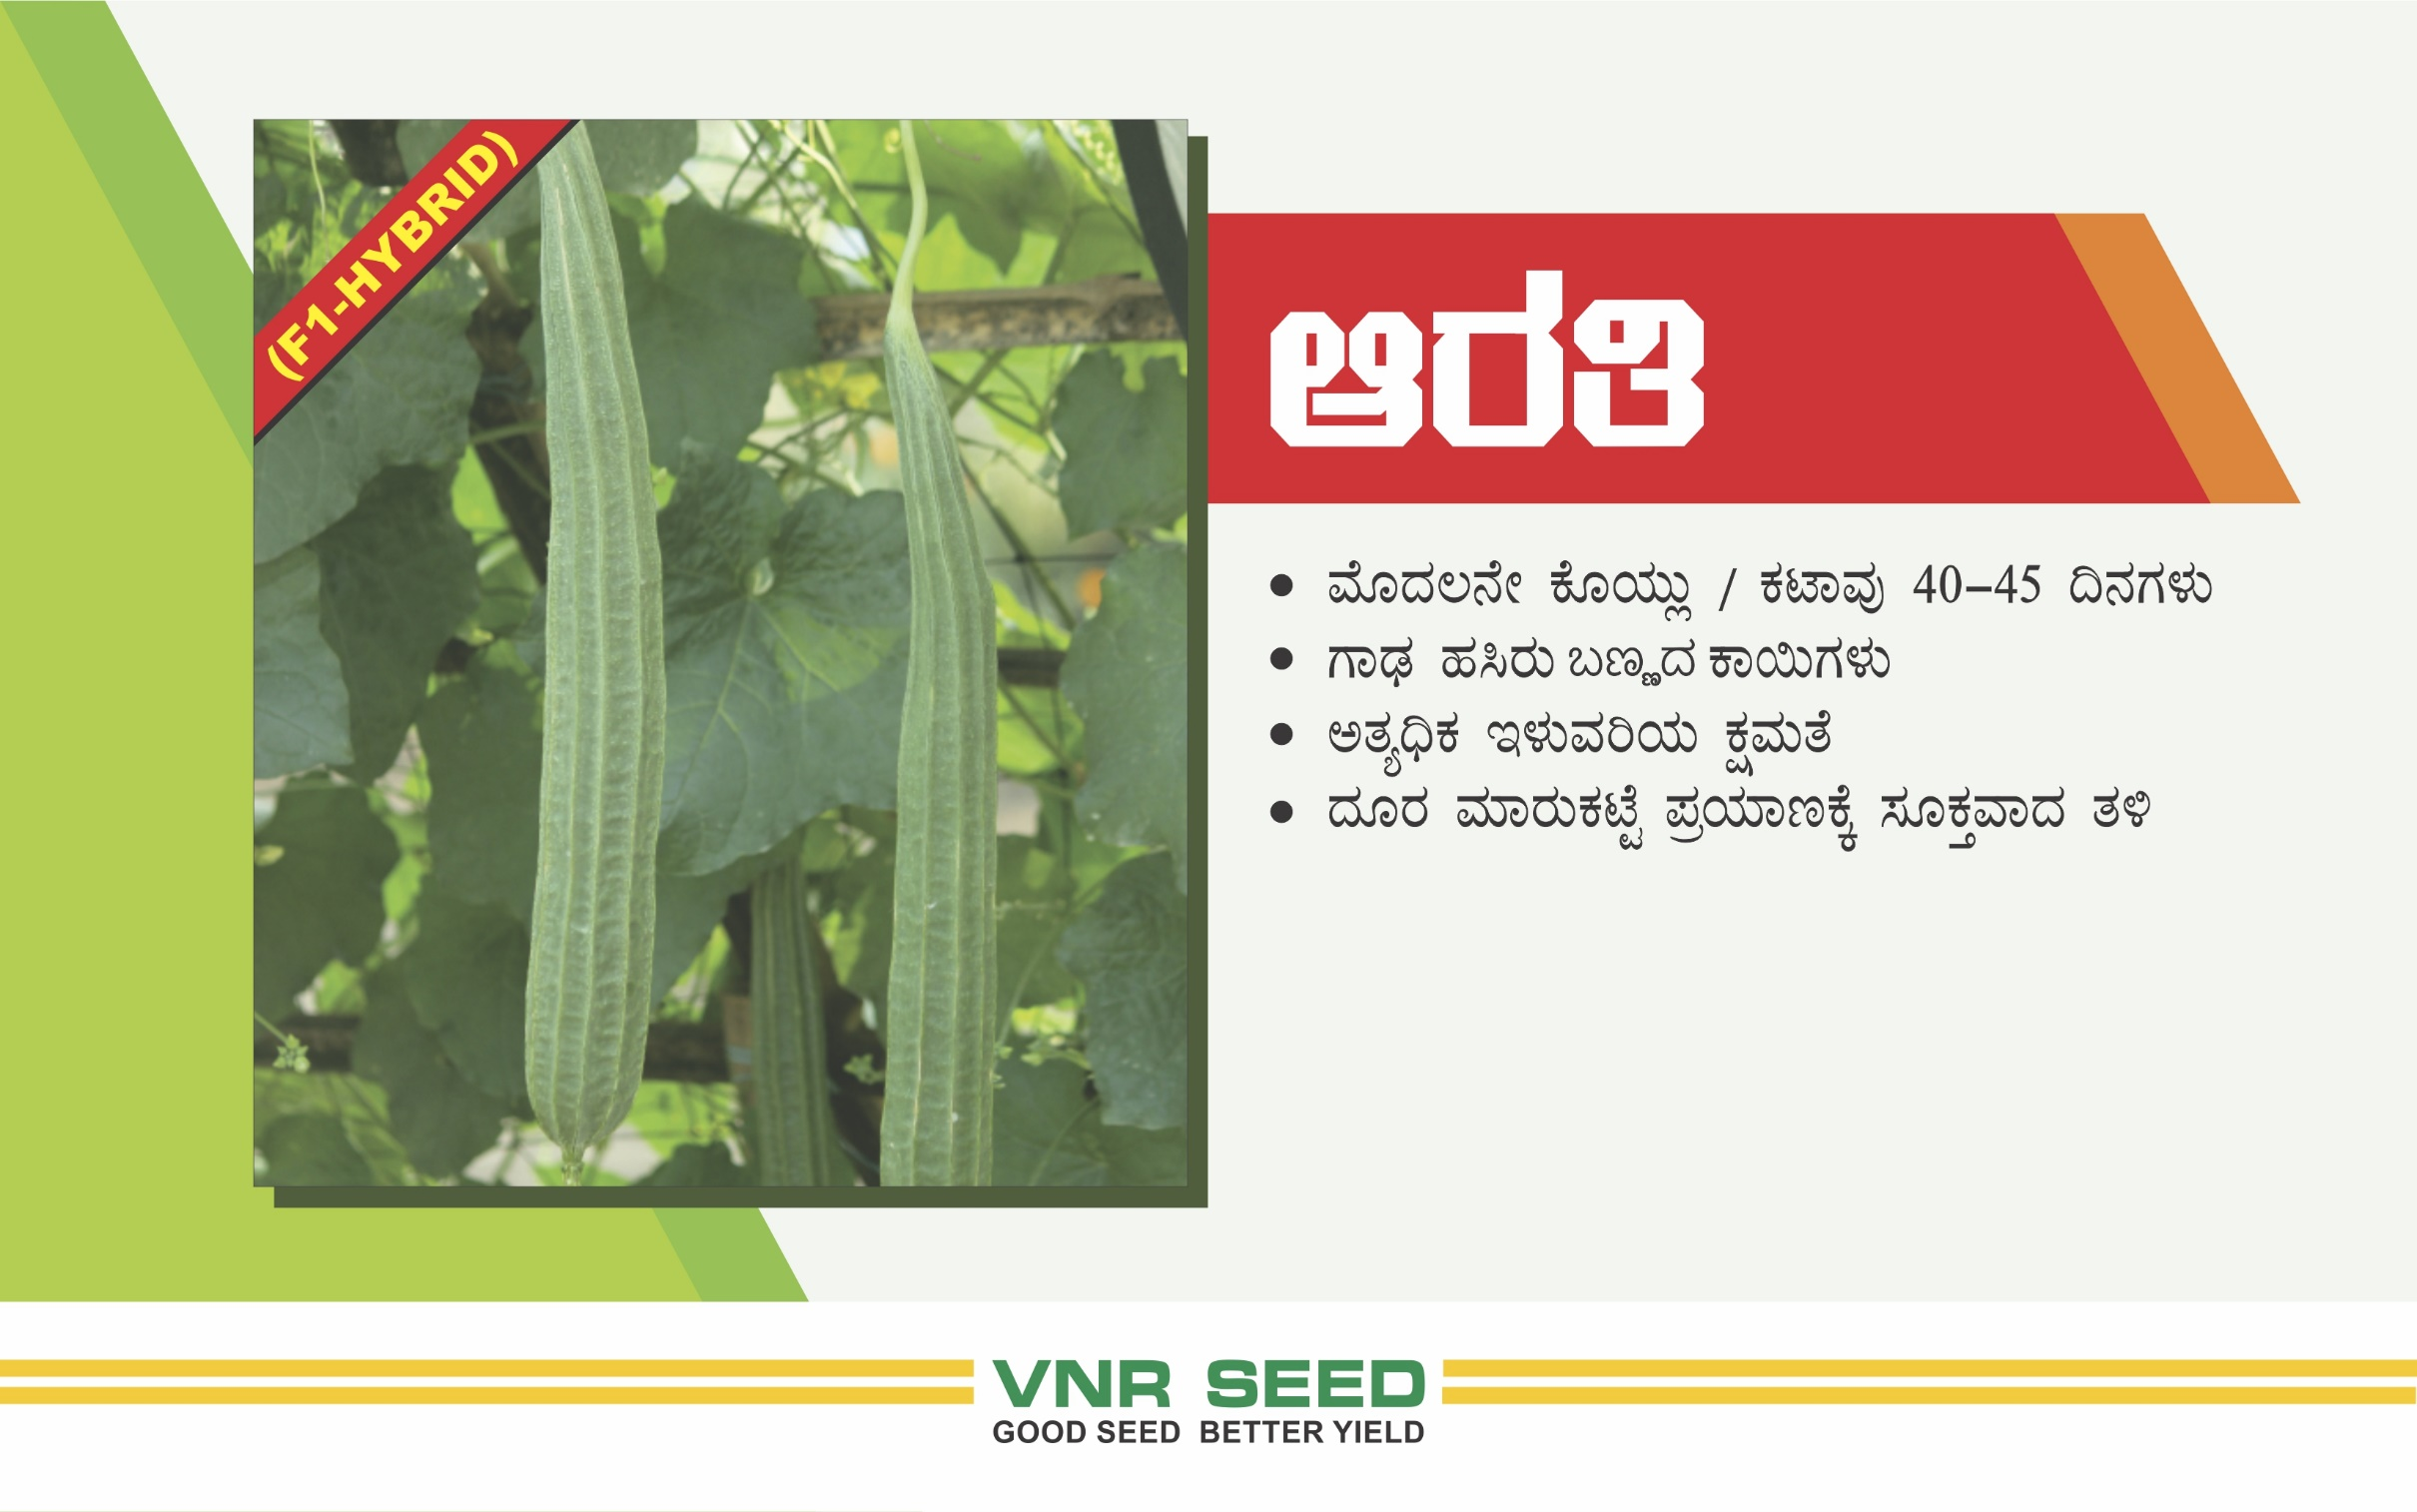 (F1-HYBRID)
ಆರತಿ
• ಮೊದಲನೇ ಕೊಯ್ಲು / ಕಟಾವು 40–45 ದಿನಗಳು
• ಗಾಢ ಹಸಿರು ಬಣ್ಣದ ಕಾಯಿಗಳು
• ಅತ್ಯಧಿಕ ಇಳುವರಿಯ ಕ್ಷಮತೆ
• ದೂರ ಮಾರುಕಟ್ಟೆ ಪ್ರಯಾಣಕ್ಕೆ ಸೂಕ್ತವಾದ ತಳಿ
VNR SEED
GOOD SEED BETTER YIELD